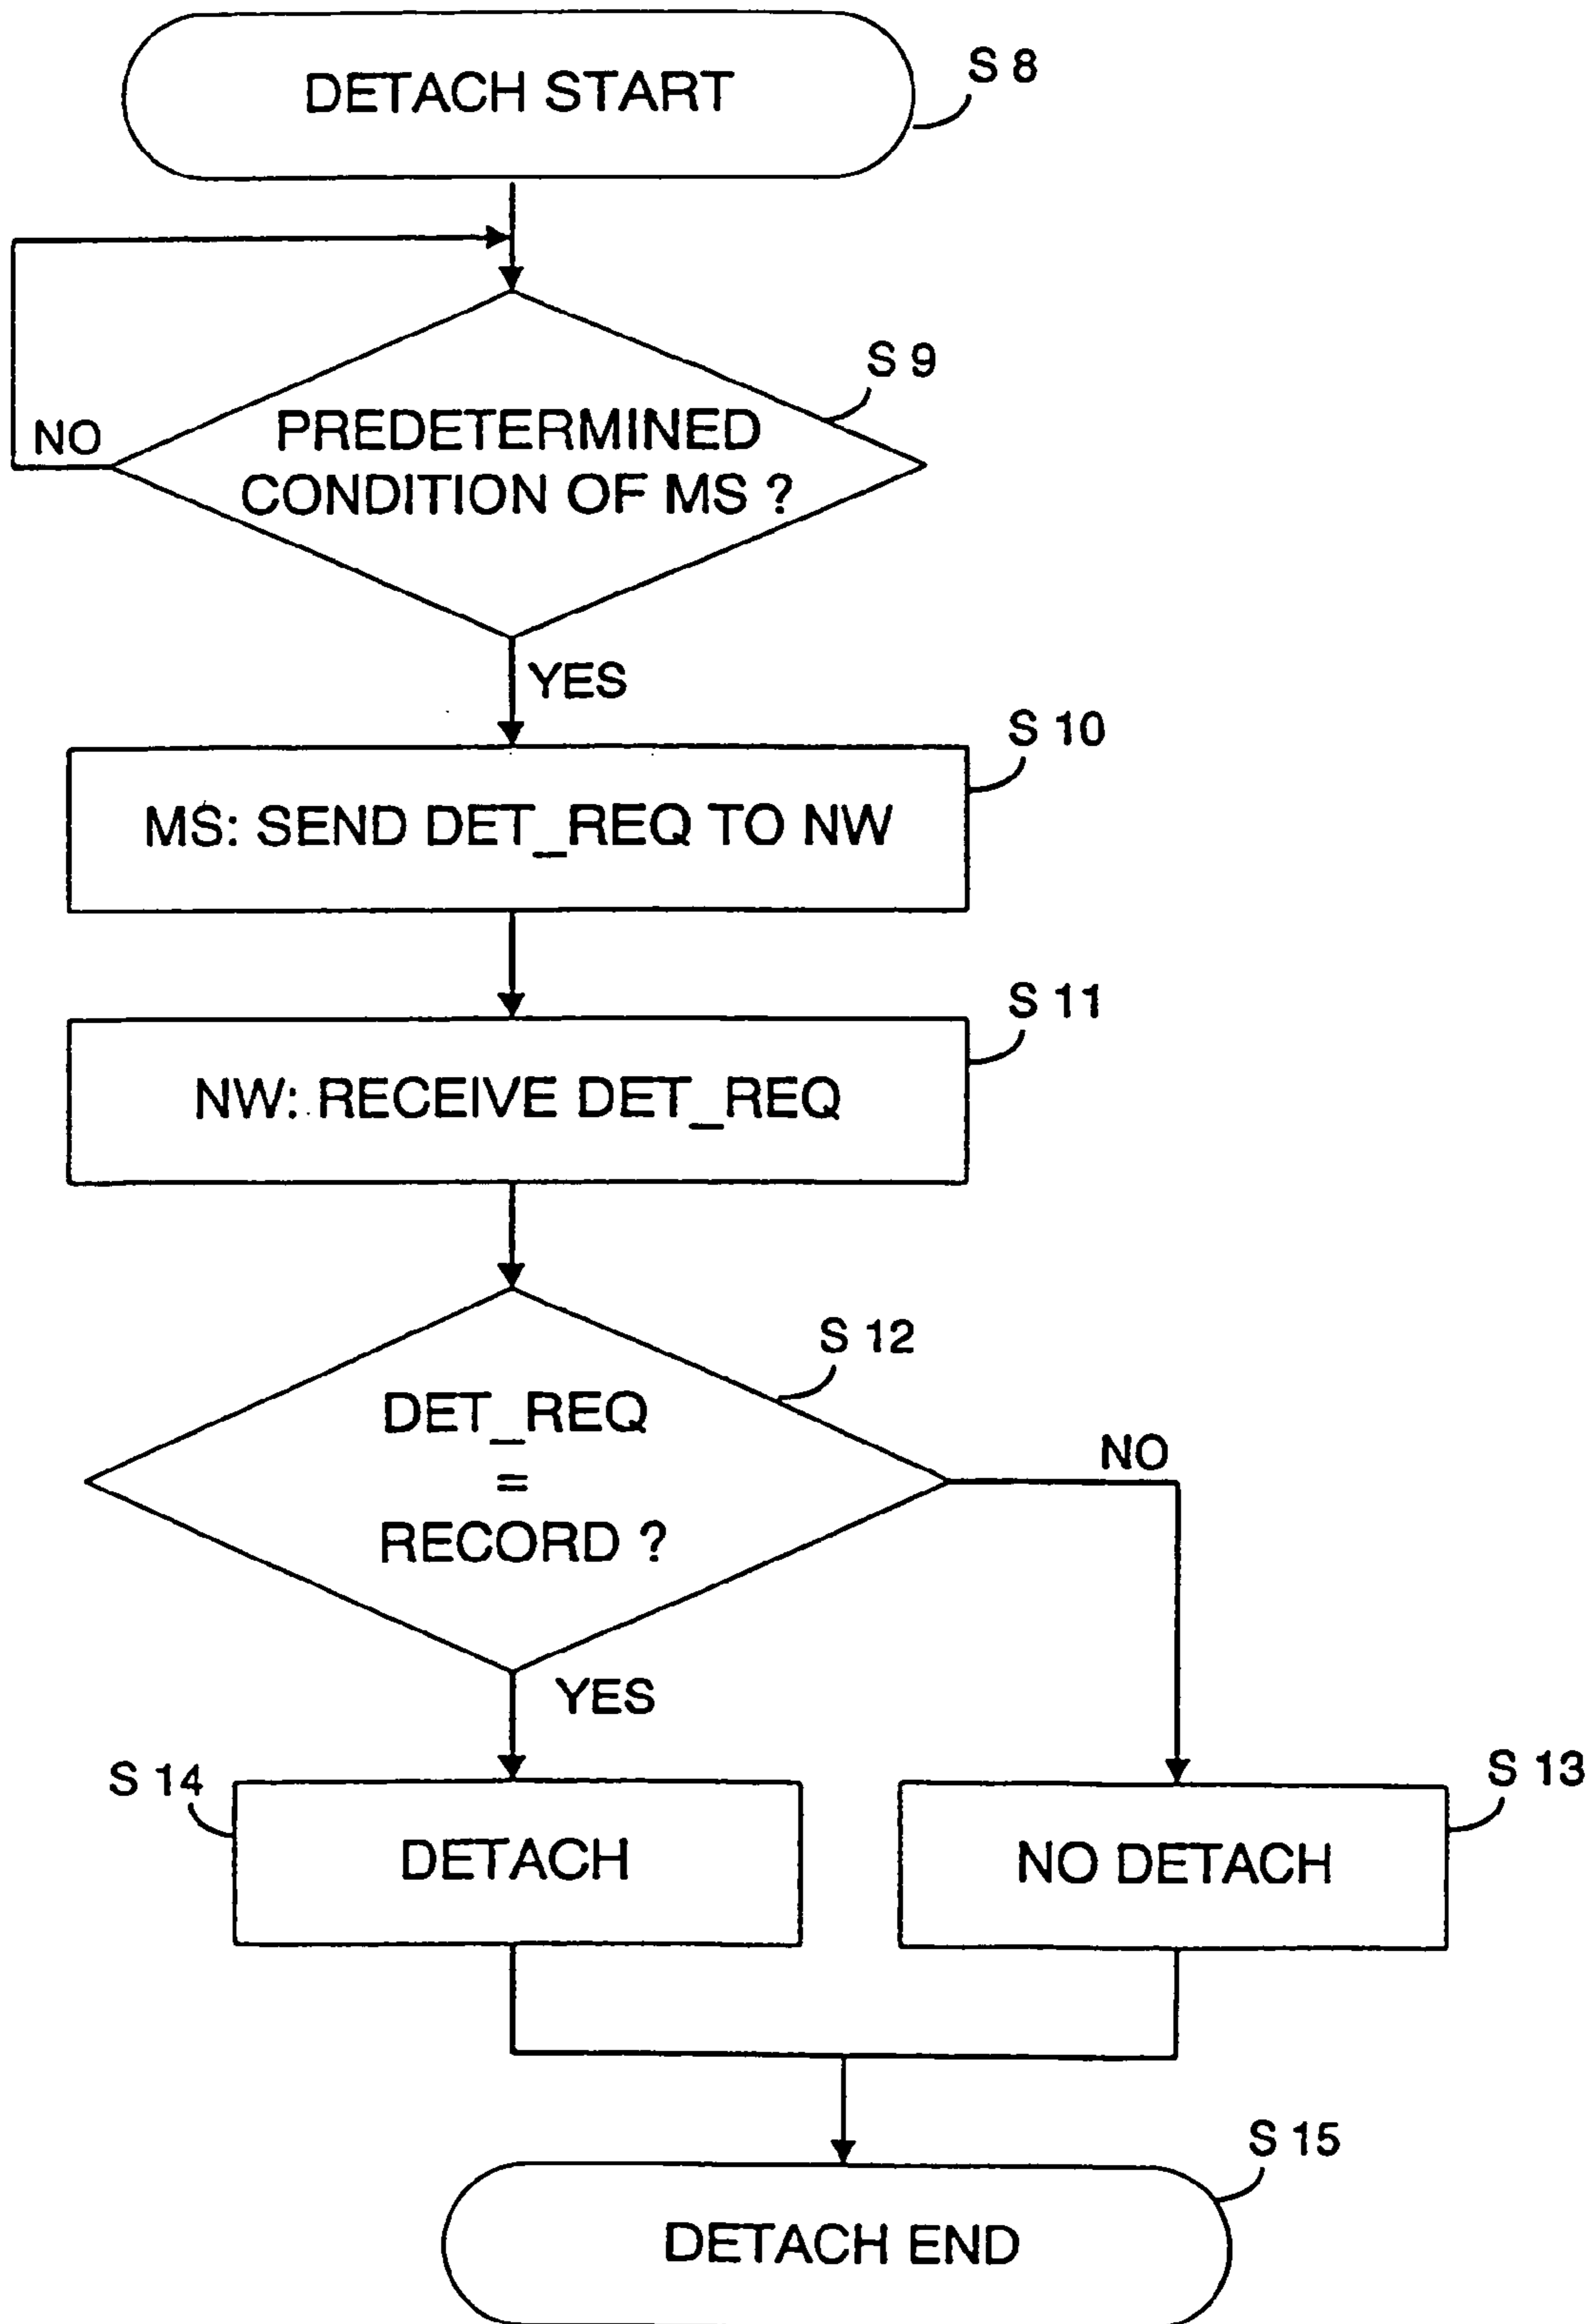 DETACH START
S 8
S 9
NO
PREDETERMINED
CONDITION OF MS ?
YES
S 10
MS: SEND DET_REQ TO NW
S 11
NW: RECEIVE DET_REQ
S 12
DET_REQ
=
RECORD ?
NO
YES
S 14
S 13
DETACH
NO DETACH
S 15
DETACH END